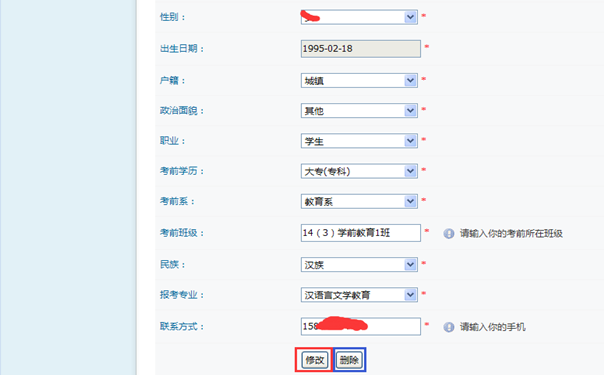 性别： *
出生日期： 1995-02-18 *
户籍： 城镇 *
政治面貌： 其他 *
职业： 学生 *
考前学历： 大专(专科) *
考前系： 教育系 *
考前班级： 14（3）学前教育1班 * 请输入你的考前所在班级
民族： 汉族 *
报考专业： 汉语言文学教育 *
联系方式： 158 * 请输入你的手机
修改 删除